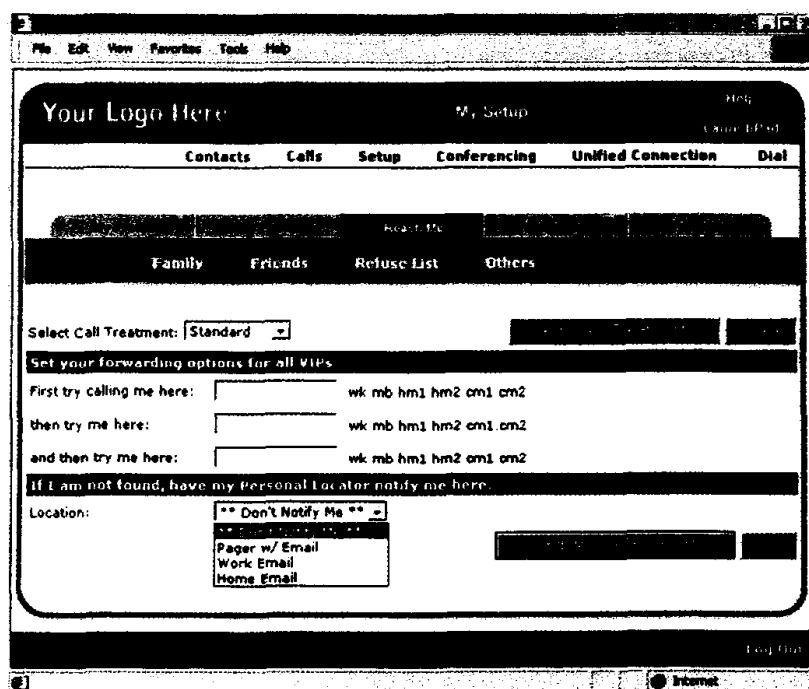 File Edit View Favorites Tools Help
Your Logo Here
My Setup
Help
Contacts Calls Setup Conferencing Unified Connection Dial
Reach Me
Family Friends Refuse List Others
Select Call Treatment: Standard
Set your forwarding options for all VIPs
First try calling me here: wk mb hm1 hm2 cm1 cm2
then try me here: wk mb hm1 hm2 cm1 cm2
and then try me here: wk mb hm1 hm2 cm1 cm2
If I am not found, have my Personal Locator notify me here.
Location: ** Don't Notify Me **
Pager w/ Email
Work Email
Home Email
Log Out
Internet